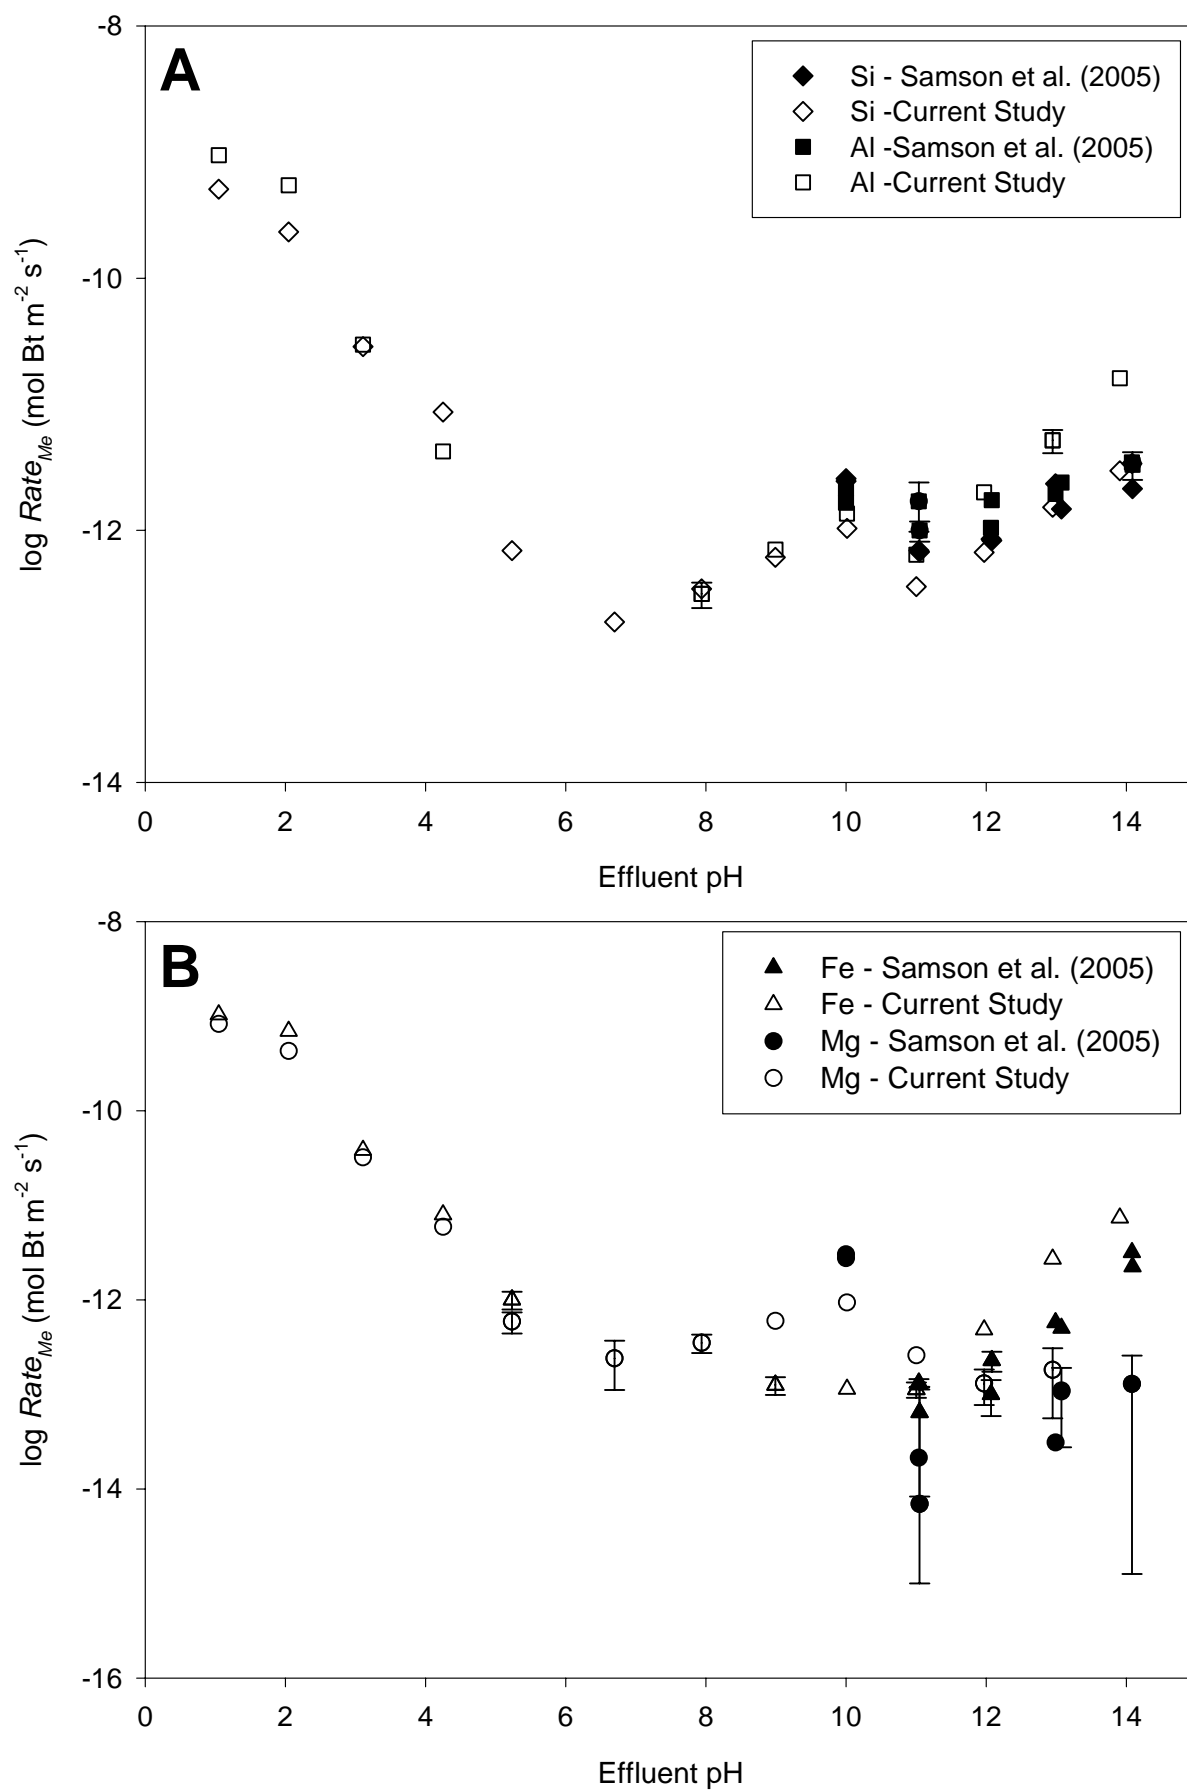 A
Si - Samson et al. (2005)
Si -Current Study
Al -Samson et al. (2005)
Al -Current Study
log Rate_Me (mol Bt m^-2 s^-1)
-8
-10
-12
-14
0 2 4 6 8 10 12 14
Effluent pH
B
Fe - Samson et al. (2005)
Fe - Current Study
Mg - Samson et al. (2005)
Mg - Current Study
log Rate_Me (mol Bt m^-2 s^-1)
-8
-10
-12
-14
-16
0 2 4 6 8 10 12 14
Effluent pH